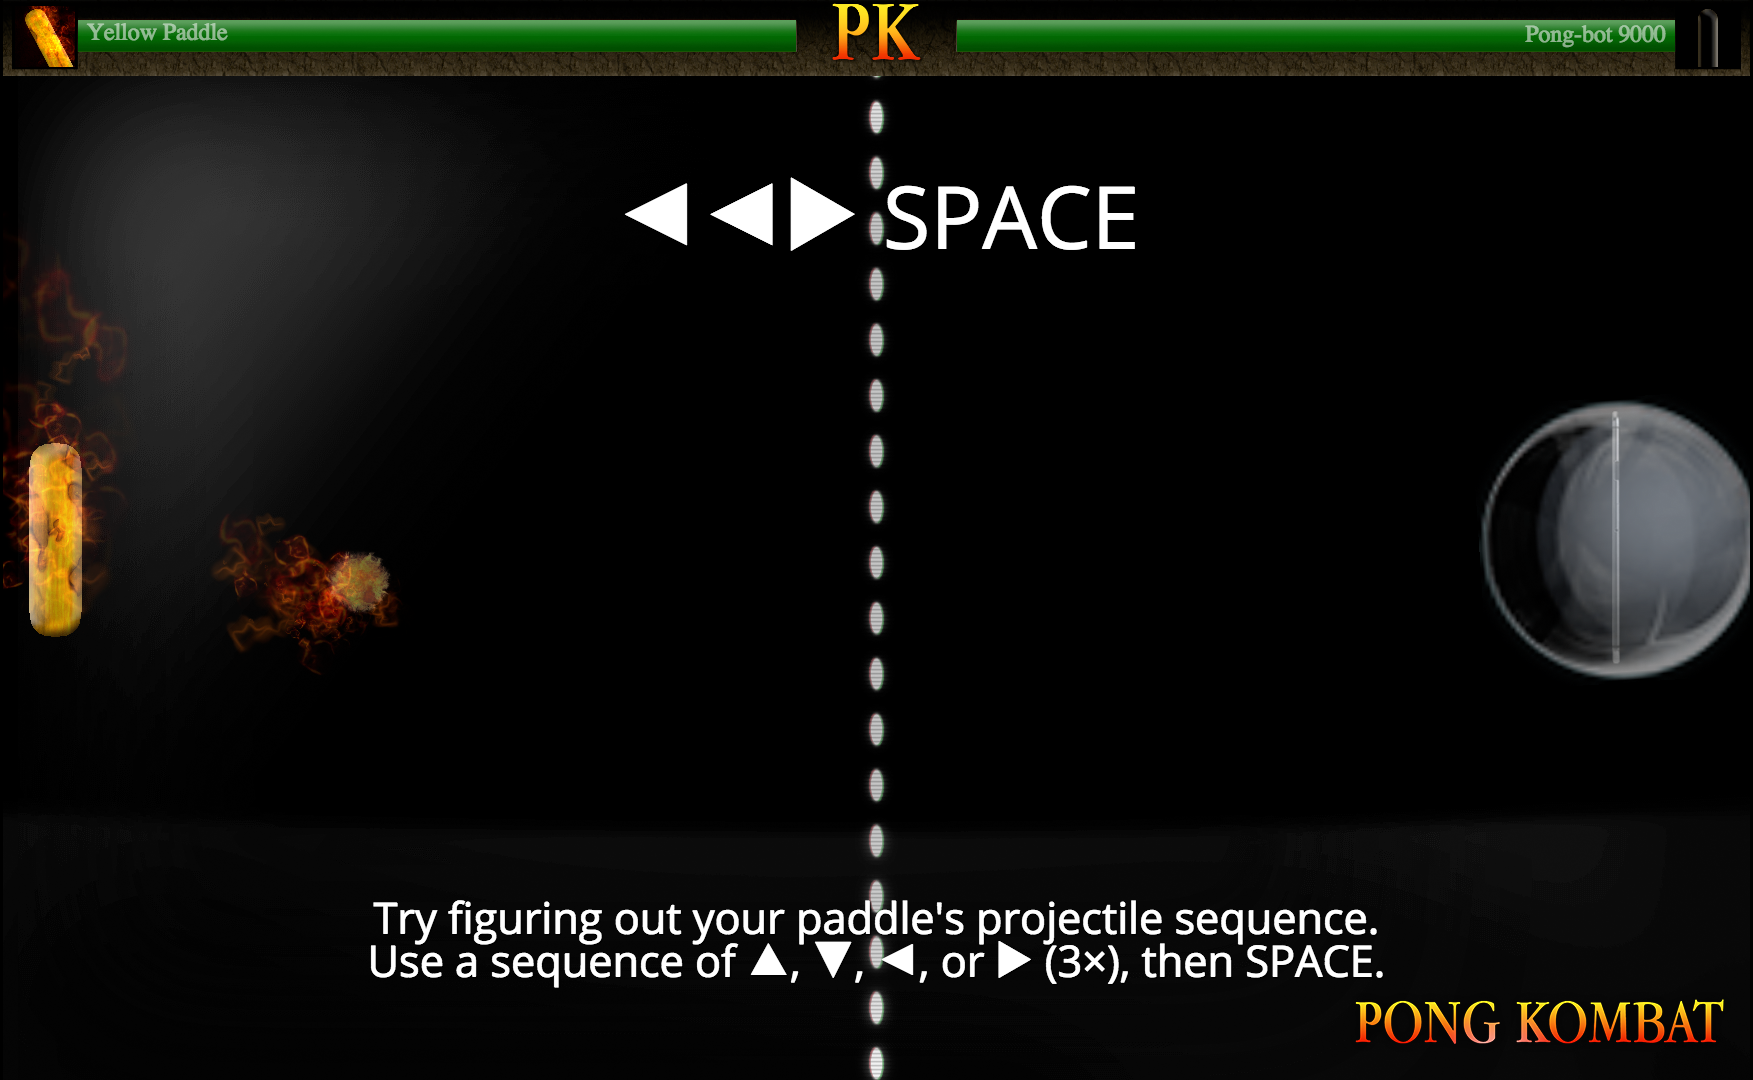 Yellow Paddle
PK
Pong-bot 9000
◀ ◀ ▶ SPACE
Try figuring out your paddle's projectile sequence.
Use a sequence of ▲, ▼, ◀, or ▶ (3×), then SPACE.
PONG KOMBAT